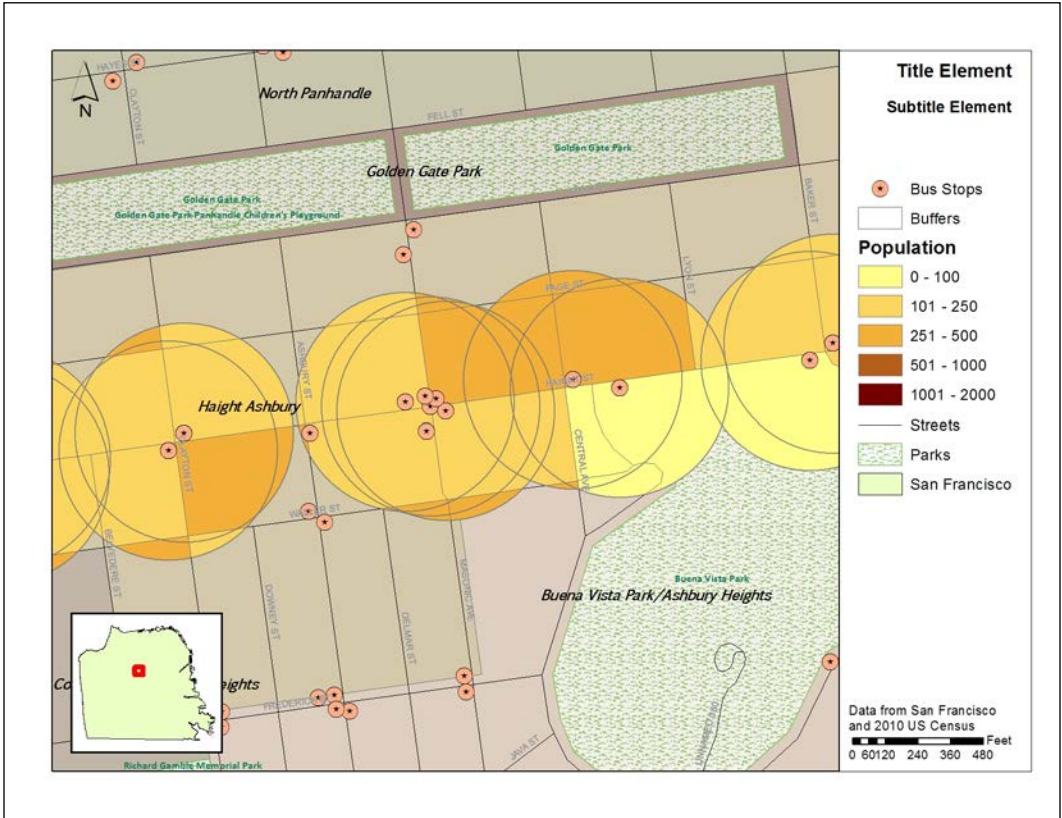 HAYES
CLAYTON ST
N
North Panhandle
FELL ST
Golden Gate Park
Golden Gate Park
Golden Gate Park
Golden Gate Park Panhandle Children's Playground
BAKER ST
LYON ST
PAGE ST
ASHBURY ST
HAIGHT ST
Haight Ashbury
CLAYTON ST
CENTRAL AVE
WALLER ST
BELVEDERE ST
MASONIC AVE
DOWNEY ST
DELMAR ST
Buena Vista Park
Buena Vista Park/Ashbury Heights
Co
eights
FREDERICK
JAVA ST
Richard Gamble Memorial Park
Title Element
Subtitle Element
Bus Stops
Buffers
Population
0 - 100
101 - 250
251 - 500
501 - 1000
1001 - 2000
Streets
Parks
San Francisco
Data from San Francisco
and 2010 US Census
Feet
0 60120 240 360 480